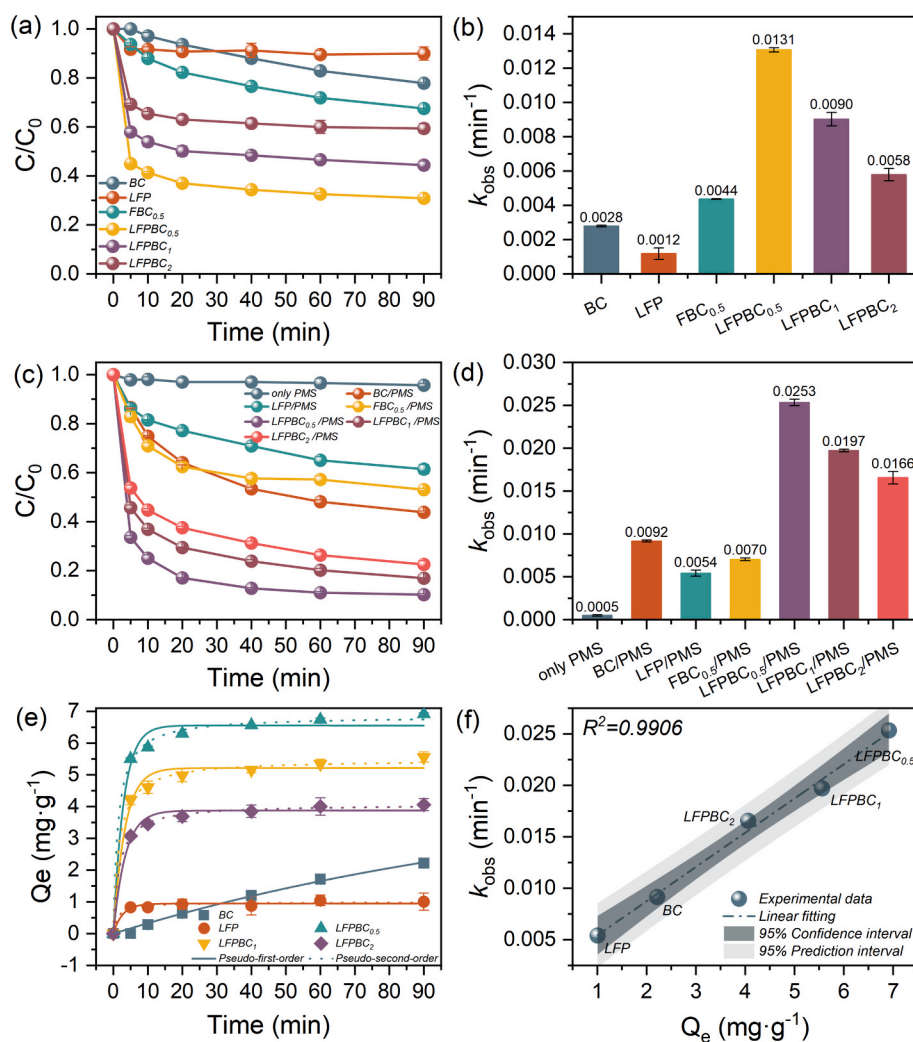 (a)
C/C₀
1.0
0.8
0.6
0.4
0.2
0.0
BC
LFP
FBC₀.₅
LFPBC₀.₅
LFPBC₁
LFPBC₂
0 10 20 30 40 50 60 70 80 90
Time (min)
(b)
k_obs (min⁻¹)
0.014
0.012
0.010
0.008
0.006
0.004
0.002
0.000
0.0028
0.0012
0.0044
0.0131
0.0090
0.0058
BC LFP FBC₀.₅ LFPBC₀.₅ LFPBC₁ LFPBC₂
(c)
C/C₀
1.0
0.8
0.6
0.4
0.2
0.0
only PMS BC/PMS
LFP/PMS FBC₀.₅/PMS
LFPBC₀.₅/PMS LFPBC₁/PMS
LFPBC₂/PMS
0 10 20 30 40 50 60 70 80 90
Time (min)
(d)
k_obs (min⁻¹)
0.030
0.025
0.020
0.015
0.010
0.005
0.000
0.0005
0.0092
0.0054
0.0070
0.0253
0.0197
0.0166
only PMS BC/PMS LFP/PMS FBC₀.₅/PMS LFPBC₀.₅/PMS LFPBC₁/PMS LFPBC₂/PMS
(e)
Qe (mg·g⁻¹)
7
6
5
4
3
2
1
0
-1
BC
LFP LFPBC₀.₅
LFPBC₁ LFPBC₂
Pseudo-first-order Pseudo-second-order
0 10 20 30 40 50 60 70 80 90
Time (min)
(f)
k_obs (min⁻¹)
R²=0.9906
0.025
0.020
0.015
0.010
0.005
LFPBC₀.₅
LFPBC₁
LFPBC₂
BC
LFP
Experimental data
Linear fitting
95% Confidence interval
95% Prediction interval
1 2 3 4 5 6 7
Qₑ (mg·g⁻¹)